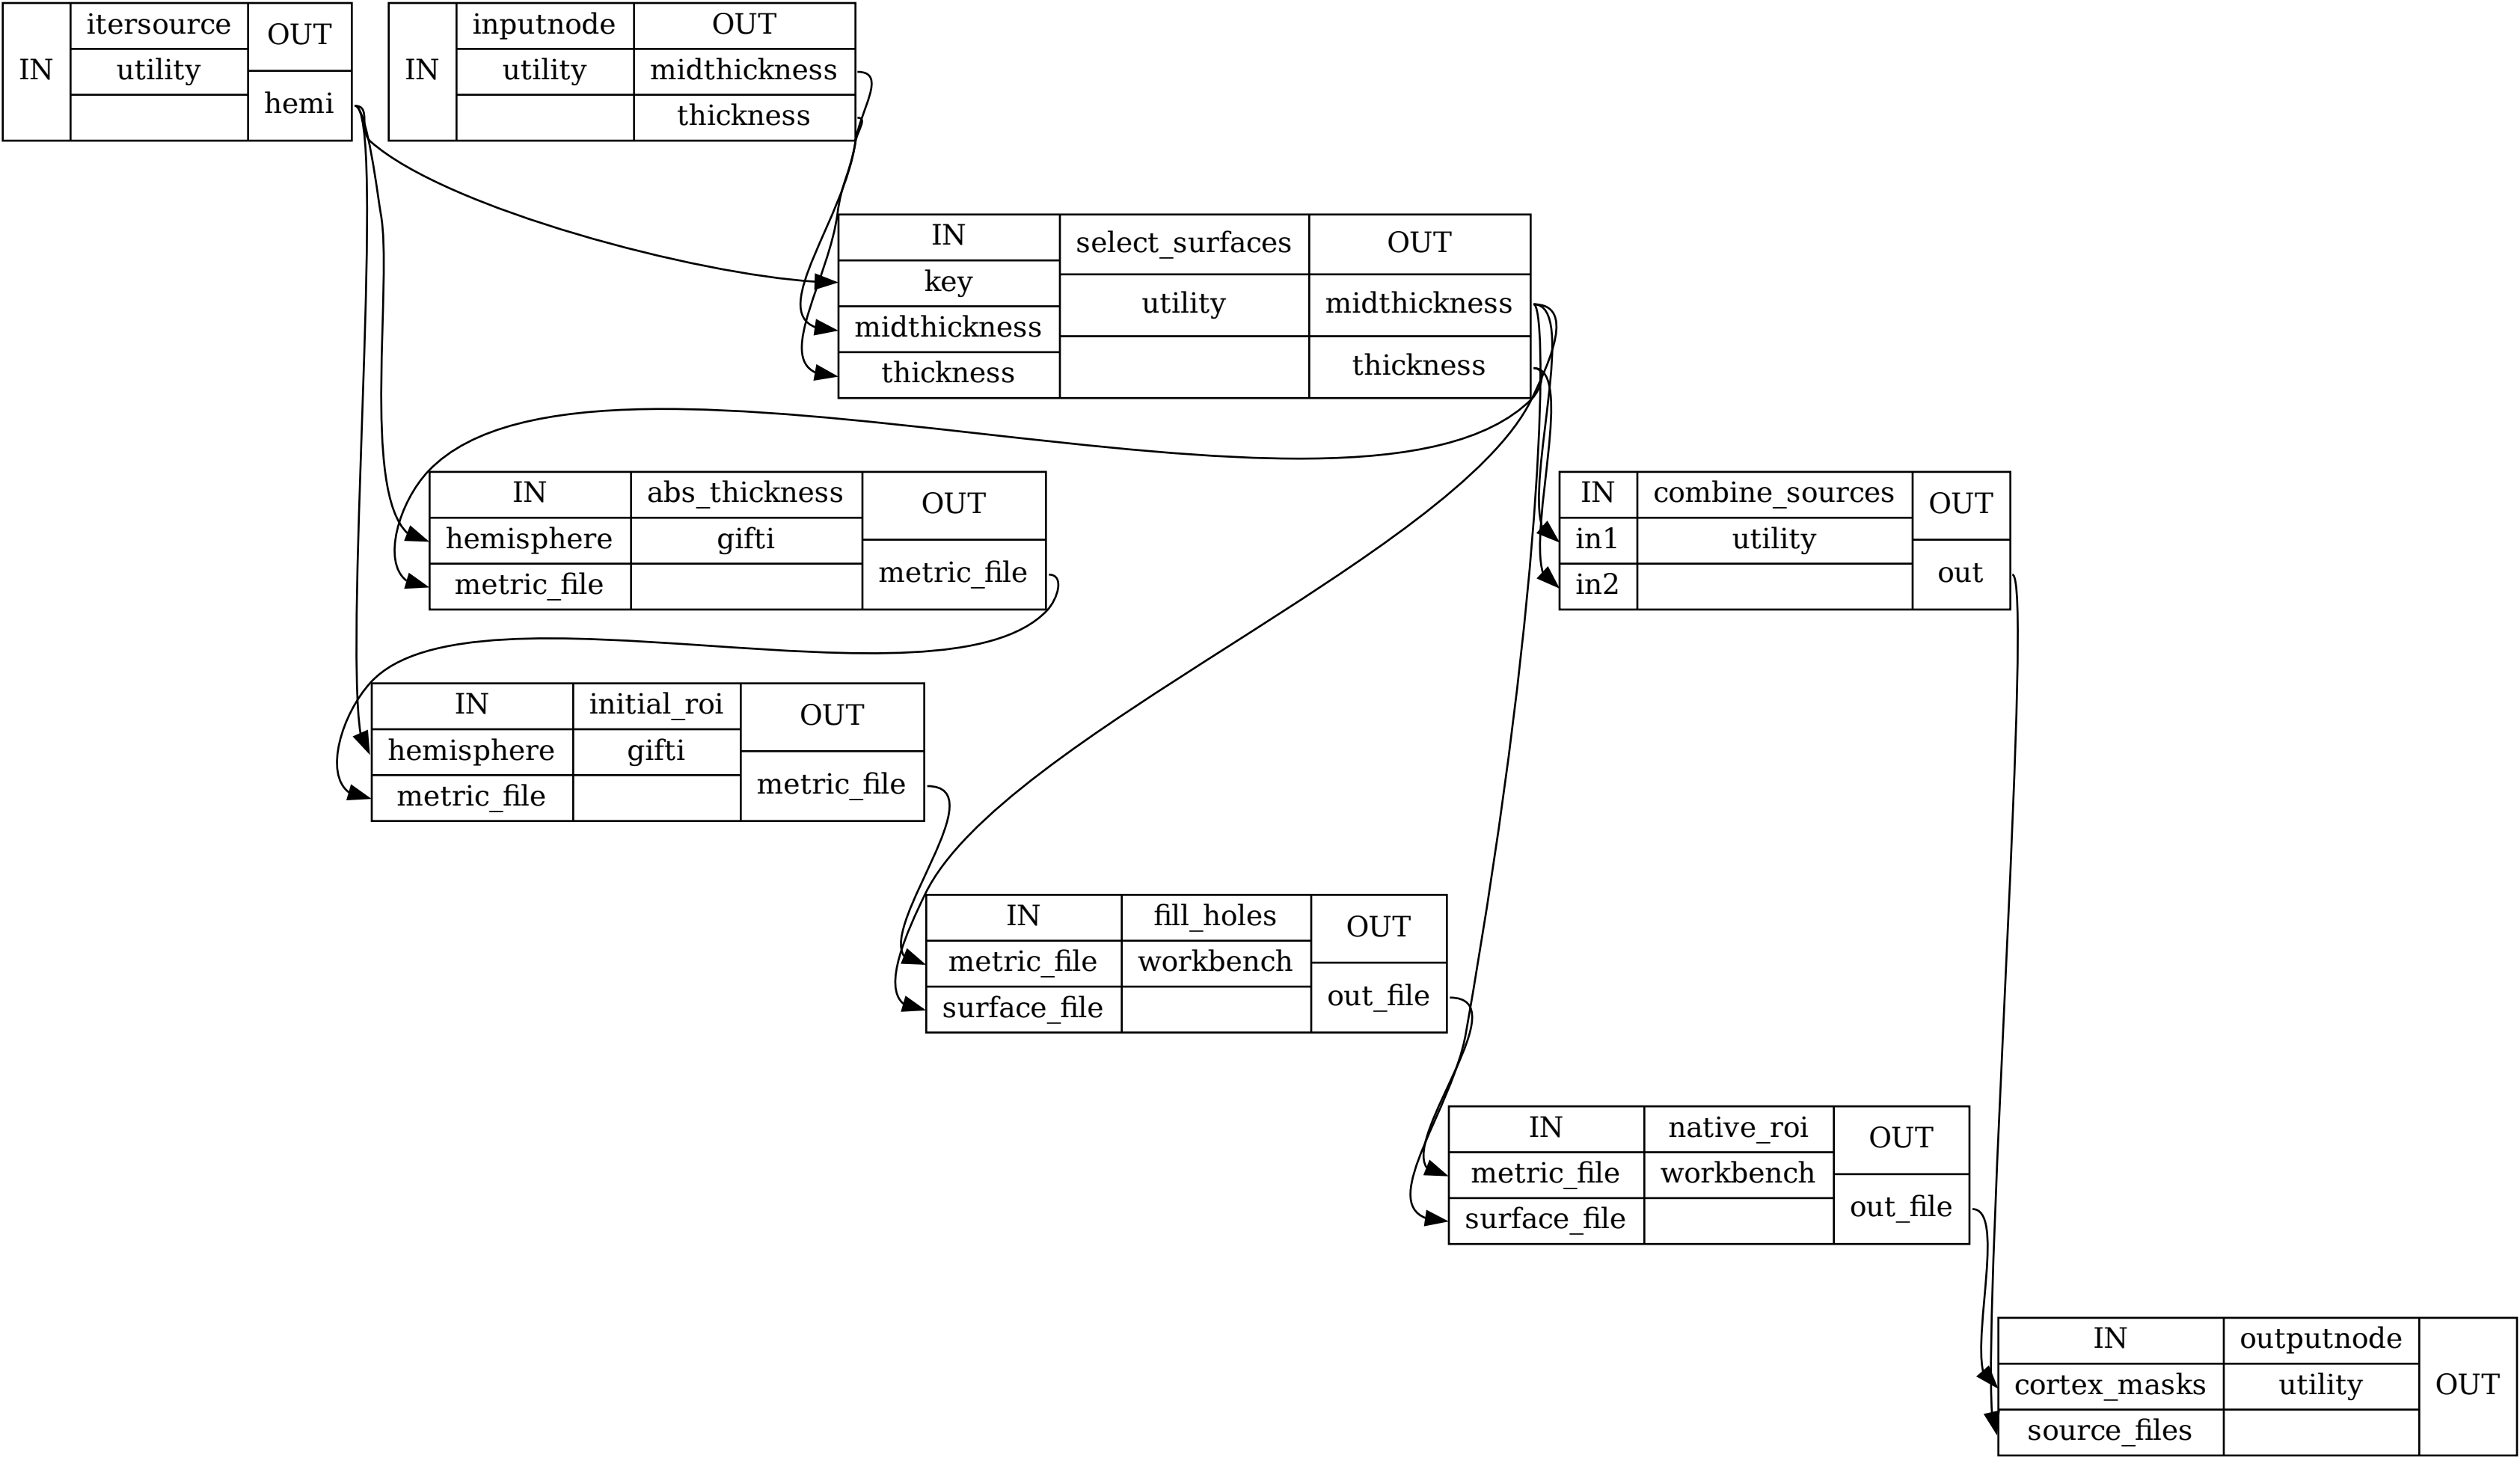 IN
itersource
utility
OUT
hemi
IN
inputnode
utility
OUT
midthickness
thickness
IN
key
midthickness
thickness
select_surfaces
utility
OUT
midthickness
thickness
IN
hemisphere
metric_file
abs_thickness
gifti
OUT
metric_file
IN
in1
in2
combine_sources
utility
OUT
out
IN
hemisphere
metric_file
initial_roi
gifti
OUT
metric_file
IN
metric_file
surface_file
fill_holes
workbench
OUT
out_file
IN
metric_file
surface_file
native_roi
workbench
OUT
out_file
IN
cortex_masks
source_files
outputnode
utility
OUT